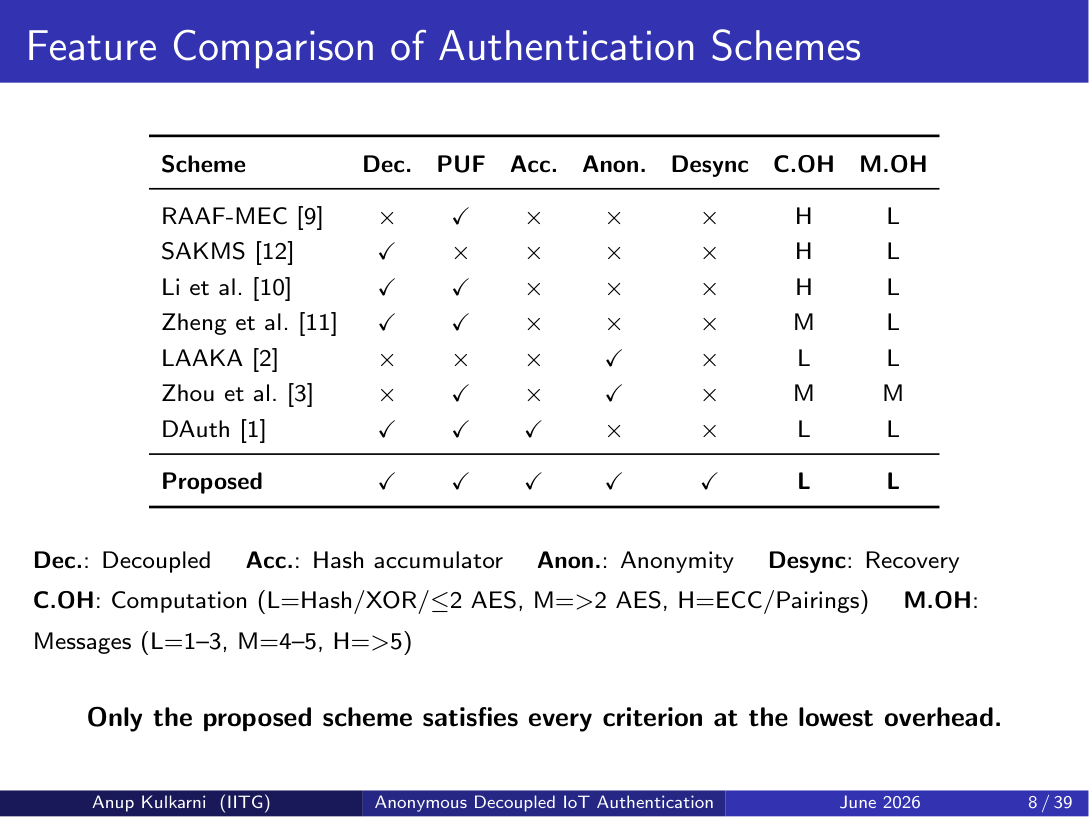 Feature Comparison of Authentication Schemes
Scheme Dec. PUF Acc. Anon. Desync C.OH M.OH
RAAF-MEC [9] × ✓ × × × H L
SAKMS [12] ✓ × × × × H L
Li et al. [10] ✓ ✓ × × × H L
Zheng et al. [11] ✓ ✓ × × × M L
LAAKA [2] × × × ✓ × L L
Zhou et al. [3] × ✓ × ✓ × M M
DAuth [1] ✓ ✓ ✓ × × L L
Proposed ✓ ✓ ✓ ✓ ✓ L L
Dec.: Decoupled Acc.: Hash accumulator Anon.: Anonymity Desync: Recovery
C.OH: Computation (L=Hash/XOR/≤2 AES, M=>2 AES, H=ECC/Pairings) M.OH:
Messages (L=1–3, M=4–5, H=>5)
Only the proposed scheme satisfies every criterion at the lowest overhead.
Anup Kulkarni (IITG) Anonymous Decoupled IoT Authentication June 2026 8 / 39